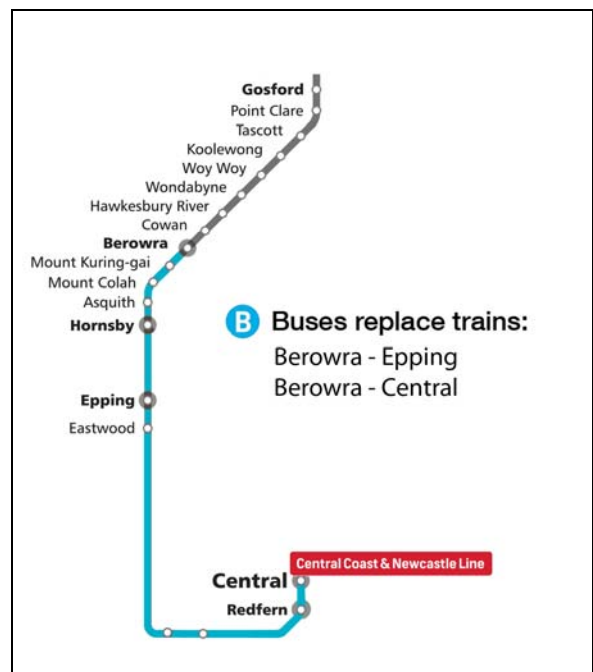 Gosford
Point Clare
Tascott
Koolewong
Woy Woy
Wondabyne
Hawkesbury River
Cowan
Berowra
Mount Kuring-gai
Mount Colah
Asquith
Hornsby
B Buses replace trains:
Berowra - Epping
Berowra - Central
Epping
Eastwood
Central Coast & Newcastle Line
Central
Redfern